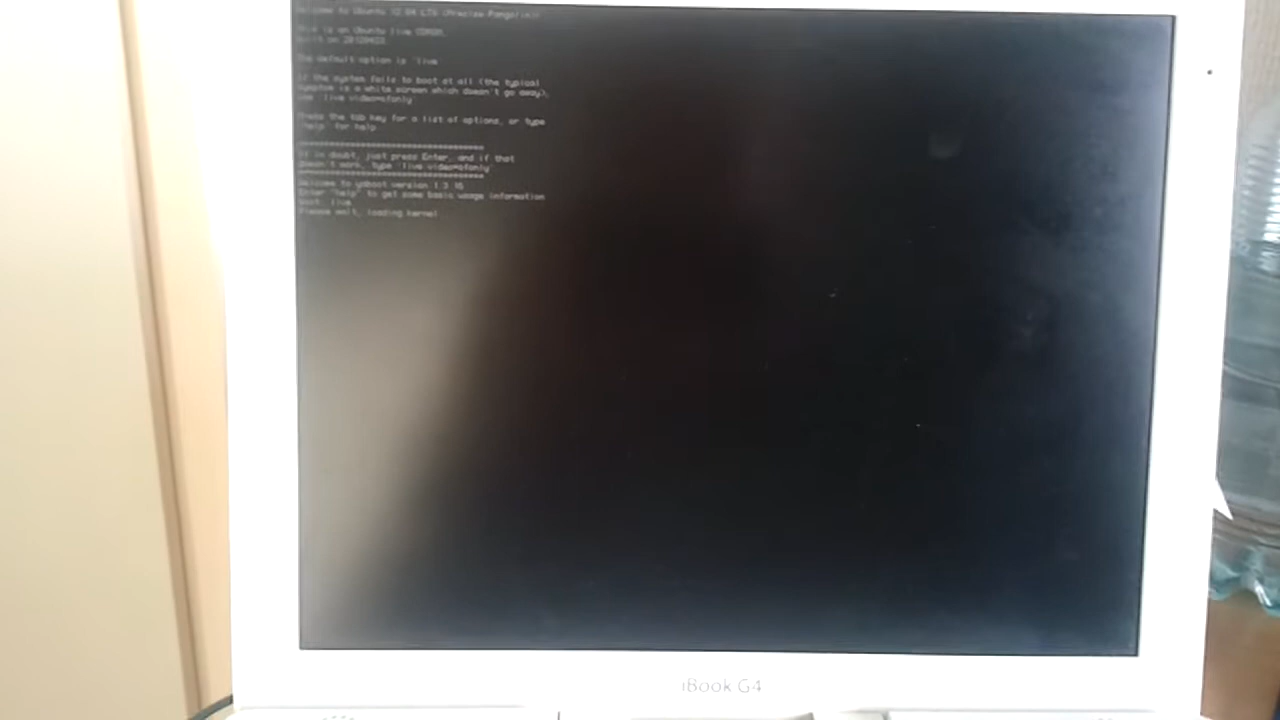 Welcome to Ubuntu 12.04 LTS (Precise Pangolin)
This is an Ubuntu live CDROM,
built on
The default option is 'live'
If the system fails to boot at all (the typical
symptom is a white screen which doesn't go away),
use 'live video=ofonly'
Press the tab key for a list of options, or type
'help' for help
================================
If in doubt, just press Enter, and if that
doesn't work, type 'live video=ofonly'
================================
Welcome to yaboot version 1.3.16
Enter "help" to get some basic usage information
boot: live
Please wait, loading kernel
iBook G4